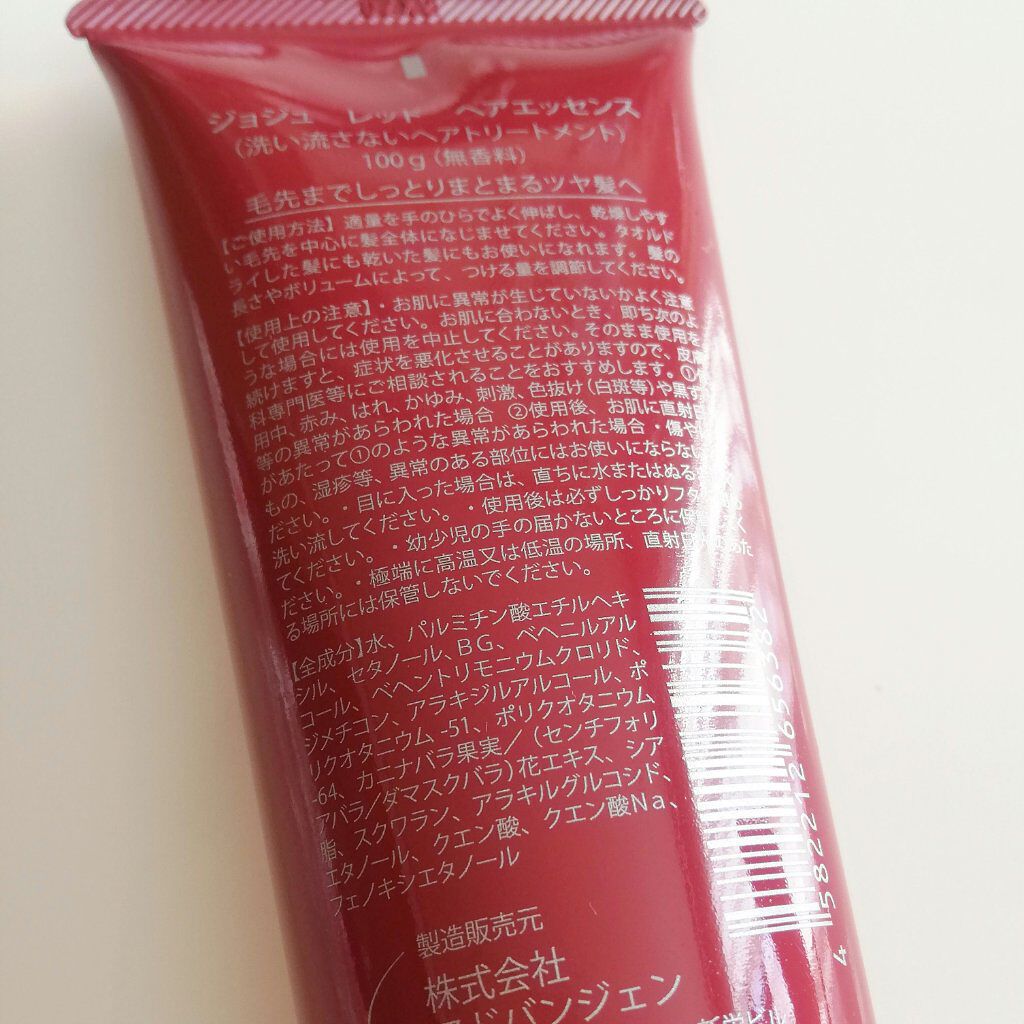 ジョジュー レッド ヘアエッセンス
(洗い流さないヘアトリートメント)
100g(無香料)
毛先までしっとりまとまるツヤ髪へ
【ご使用方法】適量を手のひらでよく伸ばし、乾燥しやす
い毛先を中心に髪全体になじませてください。タオルド
ライした髪にも乾いた髪にもお使いになれます。髪の
長さやボリュームによって、つける量を調節してください。
【使用上の注意】・お肌に異常が生じていないかよく注意
して使用してください。お肌に合わないとき、即ち次のよ
うな場合には使用を中止してください。そのまま使用を
続けますと、症状を悪化させることがありますので、皮膚
科専門医等にご相談されることをおすすめします。①
用中、赤み、はれ、かゆみ、刺激、色抜け(白斑等)や黒ず
等の異常があらわれた場合 ②使用後、お肌に直射日
があたって①のような異常があらわれた場合 ・傷や
もの、湿疹等、異常のある部位にはお使いにならない
ださい。・目に入った場合は、直ちに水またはぬるま
洗い流してください。・使用後は必ずしっかりフタ
てください。・幼少児の手の届かないところに保管
ださい。・極端に高温又は低温の場所、直射日光のあた
る場所には保管しないでください。
【全成分】水、パルミチン酸エチルヘキ
シル、セタノール、BG、ベヘニルアル
コール、ベヘントリモニウムクロリド、
ジメチコン、アラキジルアルコール、ポ
リクオタニウム-51、ポリクオタニウム
-64、カニナバラ果実/(センチフォリ
アバラ/ダマスクバラ)花エキス、シア
脂、スクワラン、アラキルグルコシド、
エタノール、クエン酸、クエン酸Na、
フェノキシエタノール
4 582212 656382
製造販売元
株式会社
アドバンジェン